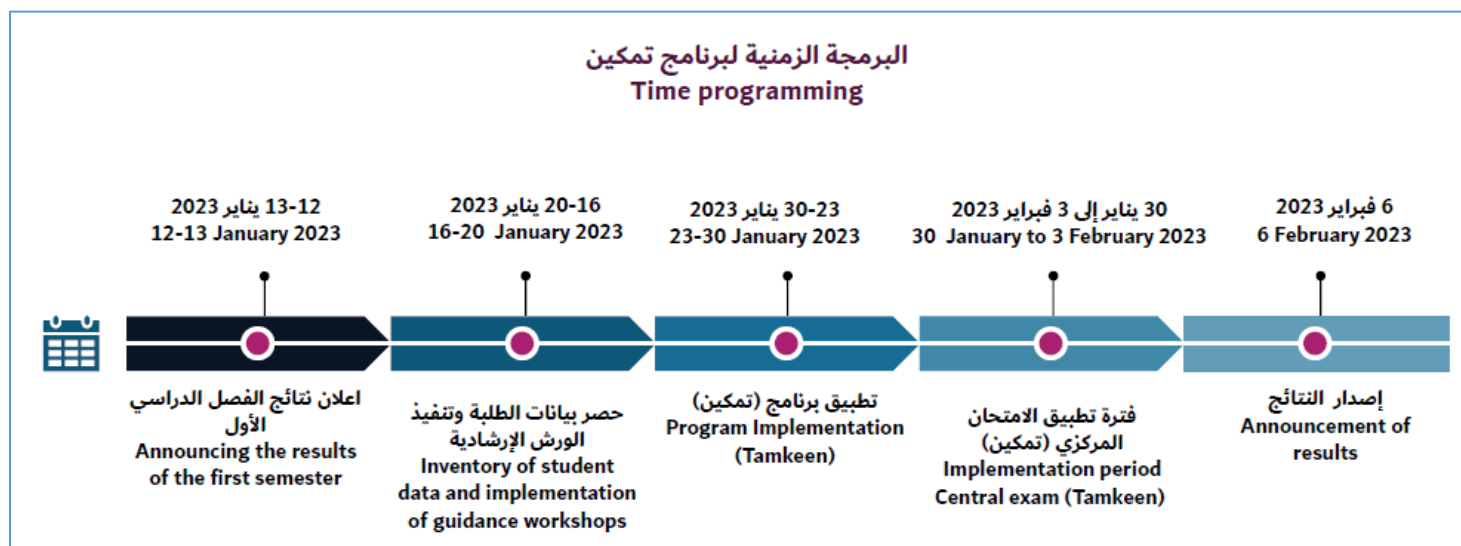 البرمجة الزمنية لبرنامج تمكين
Time programming
12-13 يناير 2023
12-13 January 2023
16-20 يناير 2023
16-20 January 2023
23-30 يناير 2023
23-30 January 2023
30 يناير إلى 3 فبراير 2023
30 January to 3 February 2023
6 فبراير 2023
6 February 2023
اعلان نتائج الفصل الدراسي
الأول
Announcing the results
of the first semester
حصر بيانات الطلبة وتنفيذ
الورش الإرشادية
Inventory of student
data and implementation
of guidance workshops
تطبيق برنامج (تمكين)
Program Implementation
(Tamkeen)
فترة تطبيق الامتحان
المركزي (تمكين)
Implementation period
Central exam (Tamkeen)
إصدار النتائج
Announcement of
results